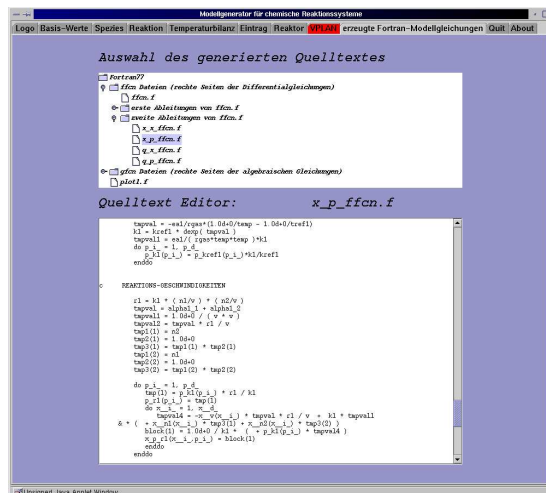 Modellgenerator für chemische Reaktionssysteme
Logo Basis-Werte Spezies Reaktion Temperaturbilanz Eintrag Reaktor VPLAN erzeugte Fortran-Modellgleichungen Quit About
Auswahl des generierten Quelltextes
Fortran77
ffcn Dateien (rechte Seiten der Differentialgleichungen)
ffcn.f
erste Ableitungen von ffcn.f
zweite Ableitungen von ffcn.f
x_x_ffcn.f
x_p_ffcn.f
q_x_ffcn.f
q_p_ffcn.f
gfcn Dateien (rechte Seiten der algebraischen Gleichungen)
plot1.f
Quelltext Editor: x_p_ffcn.f
tmpval = -ea1/rgas*(1.0d+0/temp - 1.0d+0/tref1)
k1 = kref1 * dexp( tmpval )
tmpval1 = ea1/( rgas*temp*temp )*k1
do p_i_ = 1, p_d_
p_k1(p_i_) = p_kref1(p_i_)*k1/kref1
enddo
c REAKTIONS-GESCHWINDIGKEITEN
r1 = k1 * ( n1/v ) * ( n2/v )
tmpval = alpha1_1 + alpha1_2
tmpval1 = 1.0d+0 / ( v * v )
tmpval2 = tmpval * r1 / v
tmp1(1) = n2
tmp2(1) = 1.0d+0
tmp3(1) = tmp1(1) * tmp2(1)
tmp1(2) = n1
tmp2(2) = 1.0d+0
tmp3(2) = tmp1(2) * tmp2(2)
do p_i_ = 1, p_d_
tmp(1) = p_k1(p_i_) * r1 / k1
p_r1(p_i_) = tmp(1)
do x__i_ = 1, x__d_
tmpval4 = -x__v(x__i_) * tmpval * r1 / v + k1 * tmpval1
& * ( + x__n1(x__i_) * tmp3(1) + x__n2(x__i_) * tmp3(2) )
block(1) = 1.0d+0 / k1 * ( + p_k1(p_i_) * tmpval4 )
x_p_r1(x__i_,p_i_) = block(1)
enddo
enddo
Unsigned Java Applet Window